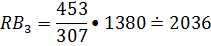 RB₃ = 453/307 • 1380 ≐ 2036